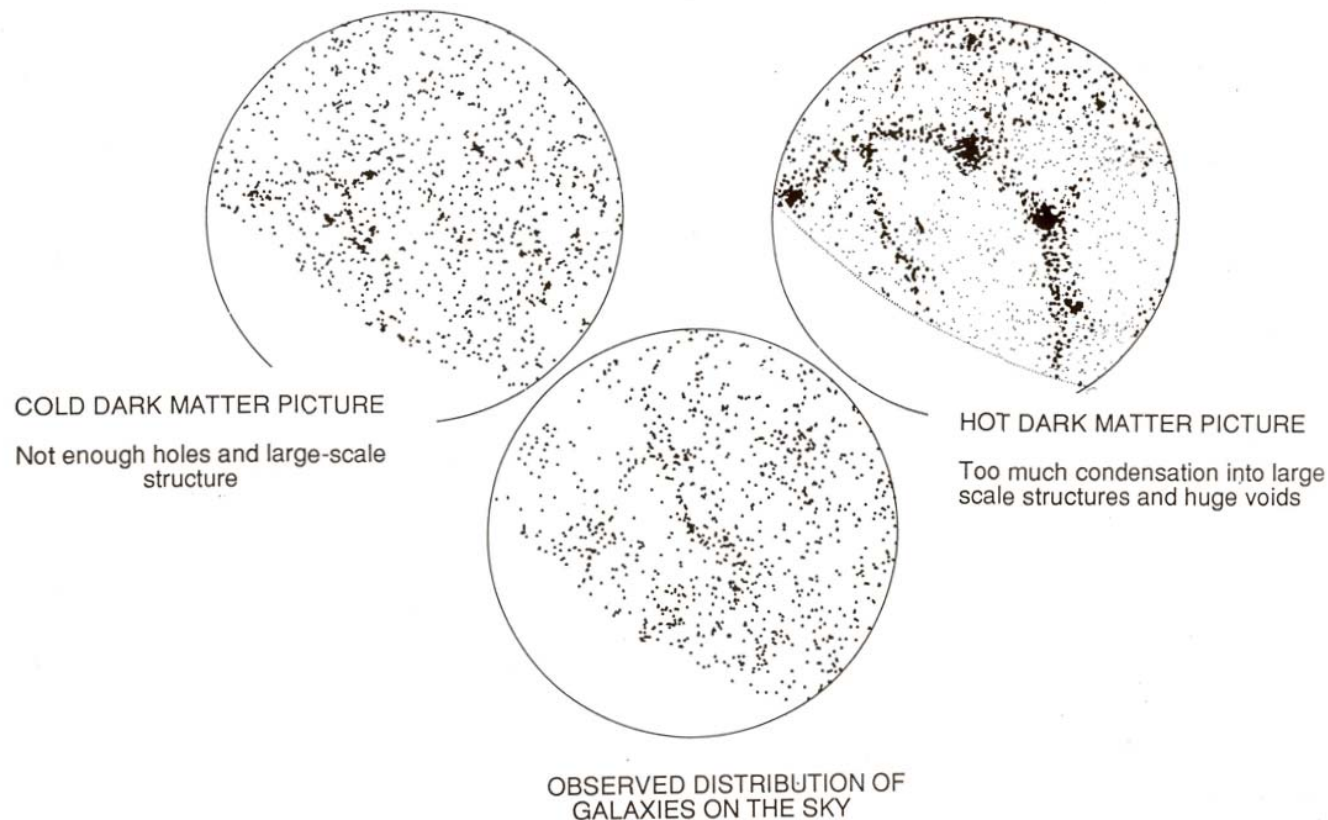 COLD DARK MATTER PICTURE
Not enough holes and large-scale
structure
HOT DARK MATTER PICTURE
Too much condensation into large
scale structures and huge voids
OBSERVED DISTRIBUTION OF
GALAXIES ON THE SKY